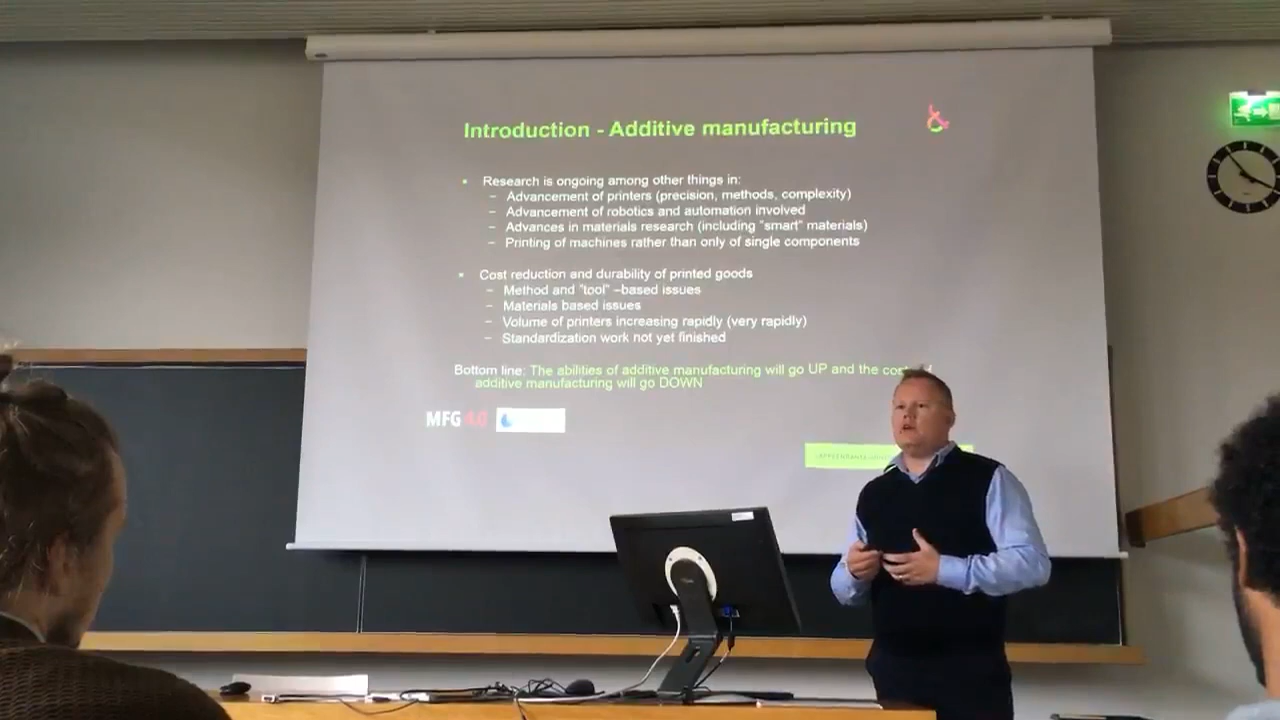 Introduction - Additive manufacturing
Research is ongoing among other things in:
– Advancement of printers (precision, methods, complexity)
– Advancement of robotics and automation involved
– Advances in materials research (including "smart" materials)
– Printing of machines rather than only of single components
Cost reduction and durability of printed goods
– Method and "tool" –based issues
– Materials based issues
– Volume of printers increasing rapidly (very rapidly)
– Standardization work not yet finished
Bottom line: The abilities of additive manufacturing will go UP and the cost
additive manufacturing will go DOWN
MFG 4.0